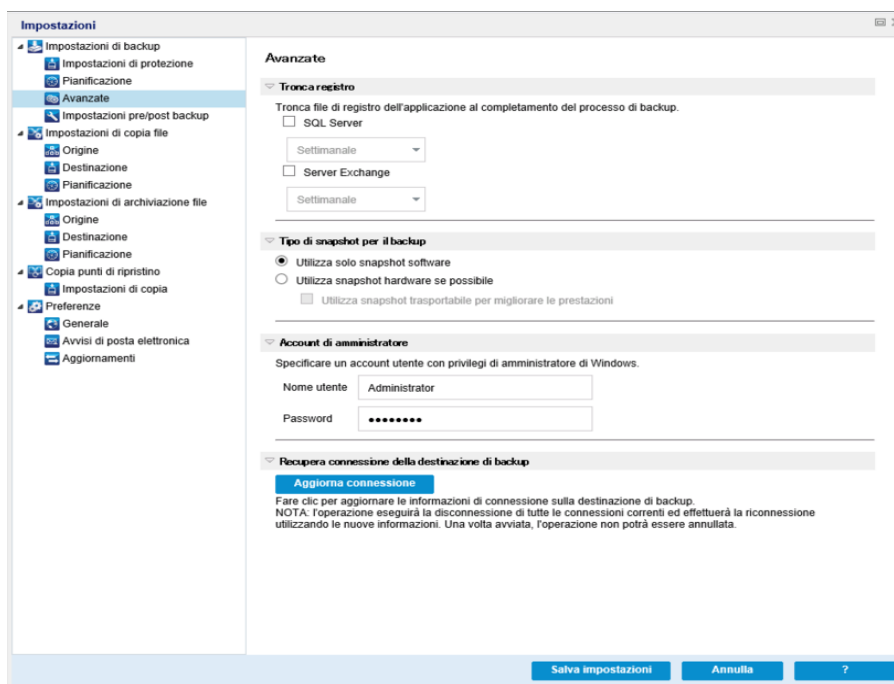 Impostazioni
Impostazioni di backup
Impostazioni di protezione
Pianificazione
Avanzate
Impostazioni pre/post backup
Impostazioni di copia file
Origine
Destinazione
Pianificazione
Impostazioni di archiviazione file
Origine
Destinazione
Pianificazione
Copia punti di ripristino
Impostazioni di copia
Preferenze
Generale
Avvisi di posta elettronica
Aggiornamenti
Avanzate
Tronca registro
Tronca file di registro dell'applicazione al completamento del processo di backup.
SQL Server
Settimanale
Server Exchange
Settimanale
Tipo di snapshot per il backup
Utilizza solo snapshot software
Utilizza snapshot hardware se possibile
Utilizza snapshot trasportabile per migliorare le prestazioni
Account di amministratore
Specificare un account utente con privilegi di amministratore di Windows.
Nome utente Administrator
Password ••••••••
Recupera connessione della destinazione di backup
Aggiorna connessione
Fare clic per aggiornare le informazioni di connessione sulla destinazione di backup.
NOTA: l'operazione eseguirà la disconnessione di tutte le connessioni correnti ed effettuerà la riconnessione
utilizzando le nuove informazioni. Una volta avviata, l'operazione non potrà essere annullata.
Salva impostazioni Annulla ?